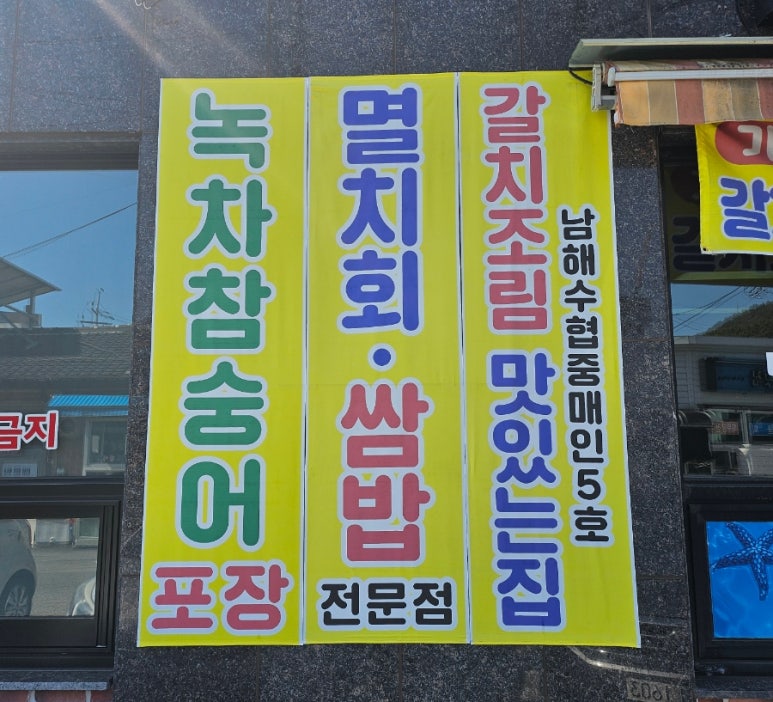 녹차참숭어
포장
멸치회·쌈밥
전문점
갈치조림
맛있는집
남해수협중매인5호
금지
갈
1603